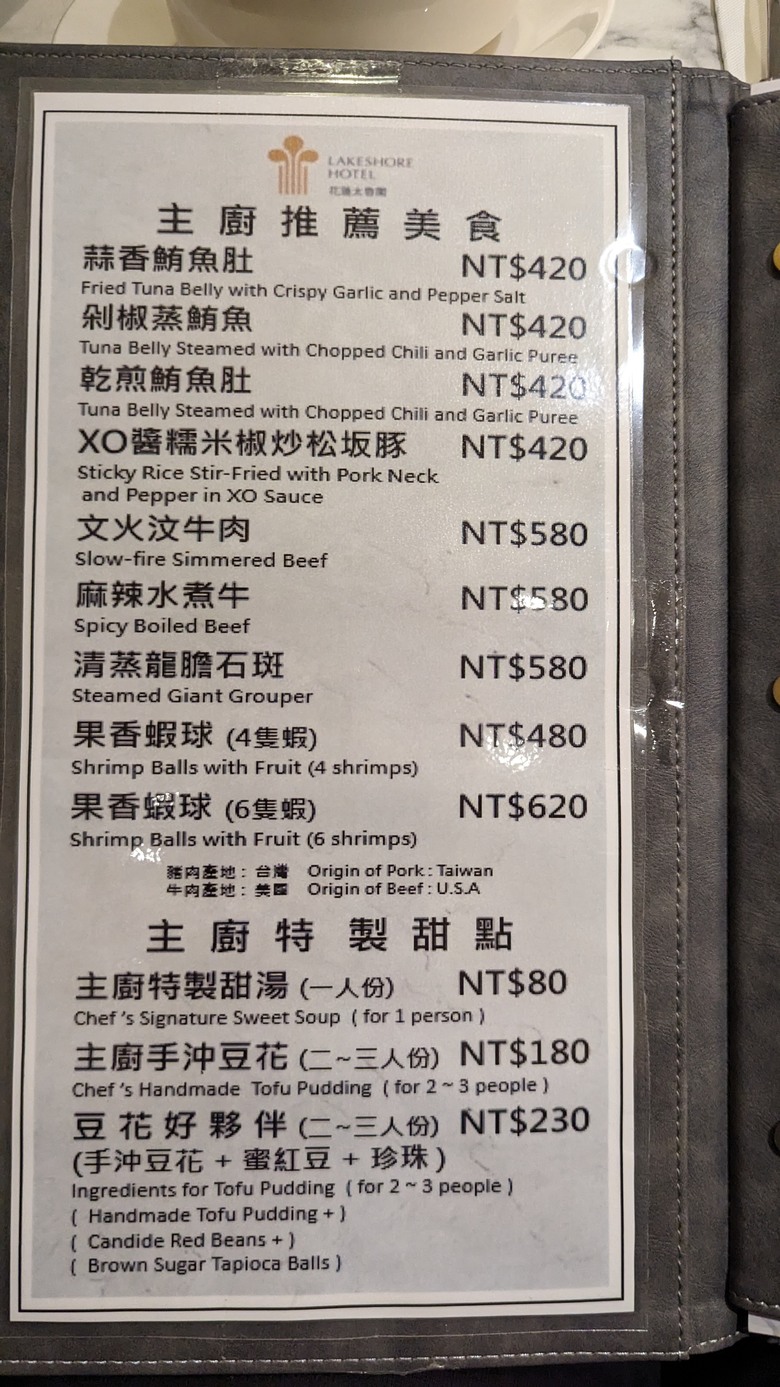 LAKESHORE
HOTEL
花蓮太魯閣
主廚推薦美食
蒜香鮪魚肚 NT$420
Fried Tuna Belly with Crispy Garlic and Pepper Salt
剁椒蒸鮪魚 NT$420
Tuna Belly Steamed with Chopped Chili and Garlic Puree
乾煎鮪魚肚 NT$420
Tuna Belly Steamed with Chopped Chili and Garlic Puree
XO醬糯米椒炒松坂豚 NT$420
Sticky Rice Stir-Fried with Pork Neck
and Pepper in XO Sauce
文火汶牛肉 NT$580
Slow-fire Simmered Beef
麻辣水煮牛 NT$580
Spicy Boiled Beef
清蒸龍膽石斑 NT$580
Steamed Giant Grouper
果香蝦球 (4隻蝦) NT$480
Shrimp Balls with Fruit (4 shrimps)
果香蝦球 (6隻蝦) NT$620
Shrimp Balls with Fruit (6 shrimps)
豬肉產地：台灣 Origin of Pork : Taiwan
牛肉產地：美國 Origin of Beef : U.S.A
主廚特製甜點
主廚特製甜湯 (一人份) NT$80
Chef 's Signature Sweet Soup ( for 1 person )
主廚手沖豆花 (二~三人份) NT$180
Chef 's Handmade Tofu Pudding ( for 2 ~ 3 people )
豆花好夥伴 (二~三人份) NT$230
(手沖豆花 + 蜜紅豆 + 珍珠)
Ingredients for Tofu Pudding ( for 2 ~ 3 people )
( Handmade Tofu Pudding + )
( Candide Red Beans + )
( Brown Sugar Tapioca Balls )